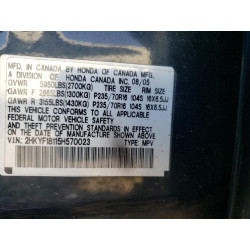 MFD. IN CANADA BY HONDA OF CANADA MFG.,
A DIVISION OF HONDA CANADA INC. 08/05
GVWR 5950LBS(2700KG) TIRE SIZE RIM SIZE
GAWR F 2865LBS(1300KG) P235/70R16 104S 16X6.5JJ
GAWR R 3155LBS(1430KG) P235/70R16 104S 16X6.5JJ
THIS VEHICLE CONFORMS TO ALL APPLICABLE
FEDERAL MOTOR VEHICLE SAFETY STANDARDS
IN EFFECT ON THE DATE OF MANUFACTURE
SHOWN ABOVE.
V.I.N.: 2HKYF18115H570023 TYPE: MPV